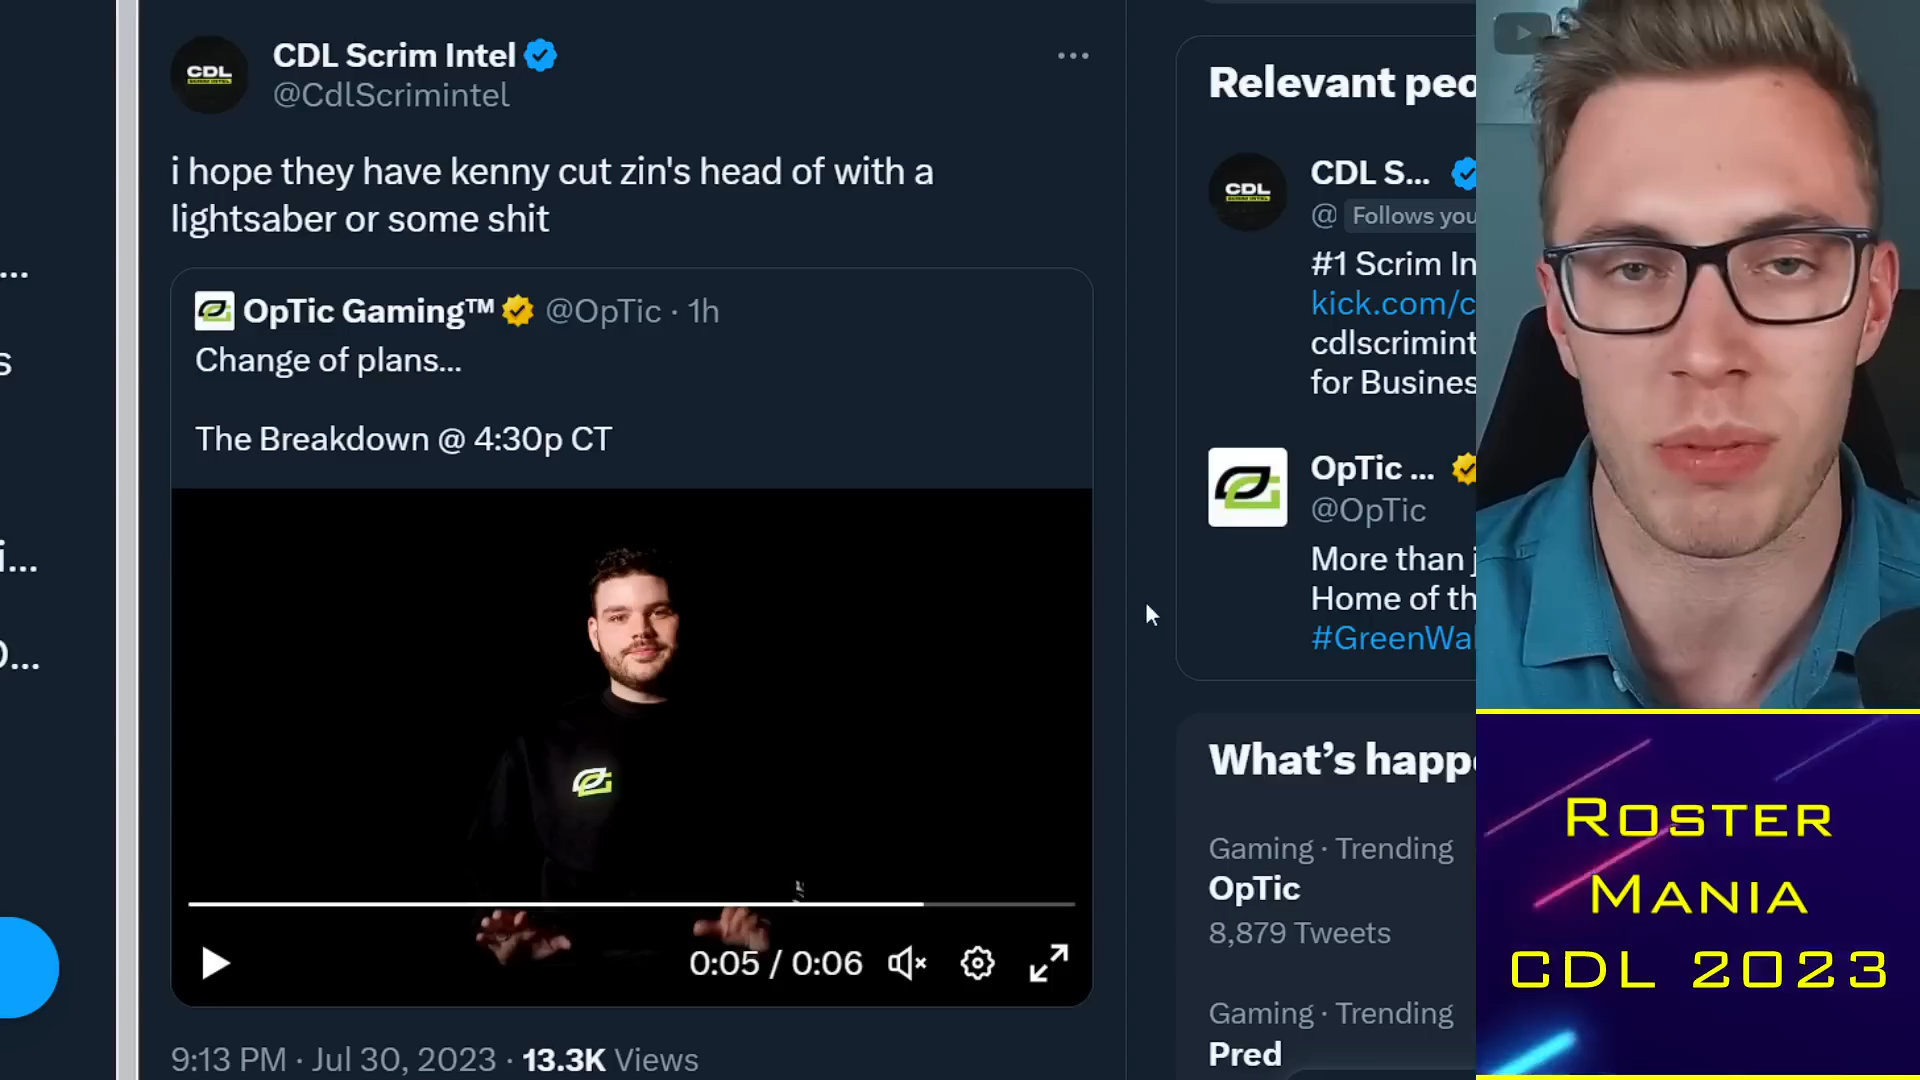 CDL Scrim Intel
@CdlScrimintel
i hope they have kenny cut zin's head of with a
lightsaber or some shit
OpTic Gaming™ @OpTic · 1h
Change of plans...
The Breakdown @ 4:30p CT
0:05 / 0:06
9:13 PM · Jul 30, 2023 · 13.3K Views
Relevant peo
CDL S...
@ Follows you
#1 Scrim In
kick.com/c
cdlscrimint
for Busines
OpTic ...
@OpTic
More than j
Home of th
#GreenWal
What's happ
Gaming · Trending
OpTic
8,879 Tweets
Gaming · Trending
Pred
CDL
CDL
ROSTER
MANIA
CDL 2023